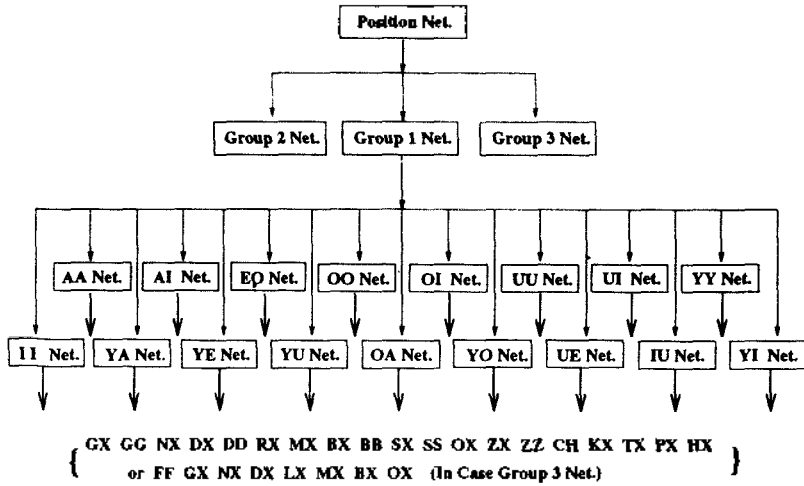 Position Net.
Group 2 Net. Group 1 Net. Group 3 Net.
AA Net. AI Net. EO Net. OO Net. OI Net. UU Net. UI Net. YY Net.
I I Net. YA Net. YE Net. YU Net. OA Net. YO Net. UE Net. IU Net. YI Net.
{ GX GG NX DX DD RX MX BX BB SX SS OX ZX ZZ CH KX TX PX HX }
or FF GX NX DX LX MX BX OX (In Case Group 3 Net.)